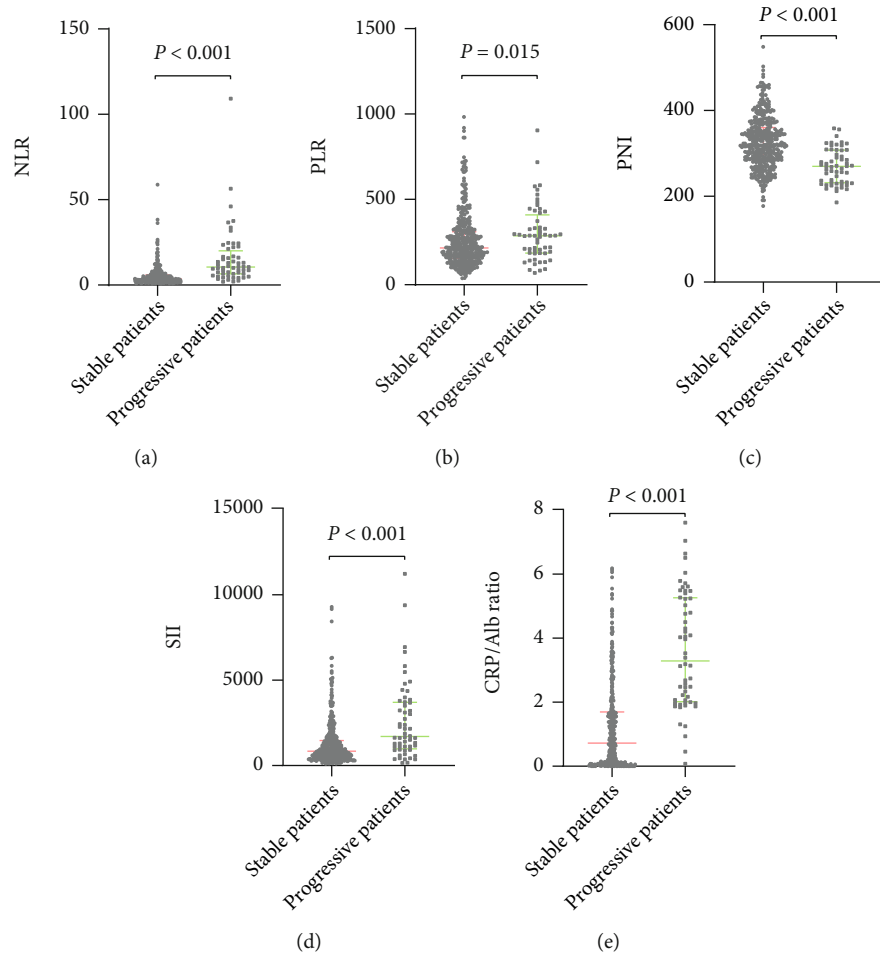 150
100
50
0
NLR
P < 0.001
Stable patients
Progressive patients
(a)
1500
1000
500
0
PLR
P = 0.015
Stable patients
Progressive patients
(b)
600
400
200
0
PNI
P < 0.001
Stable patients
Progressive patients
(c)
15000
10000
5000
0
SII
P < 0.001
Stable patients
Progressive patients
(d)
8
6
4
2
0
CRP/Alb ratio
P < 0.001
Stable patients
Progressive patients
(e)